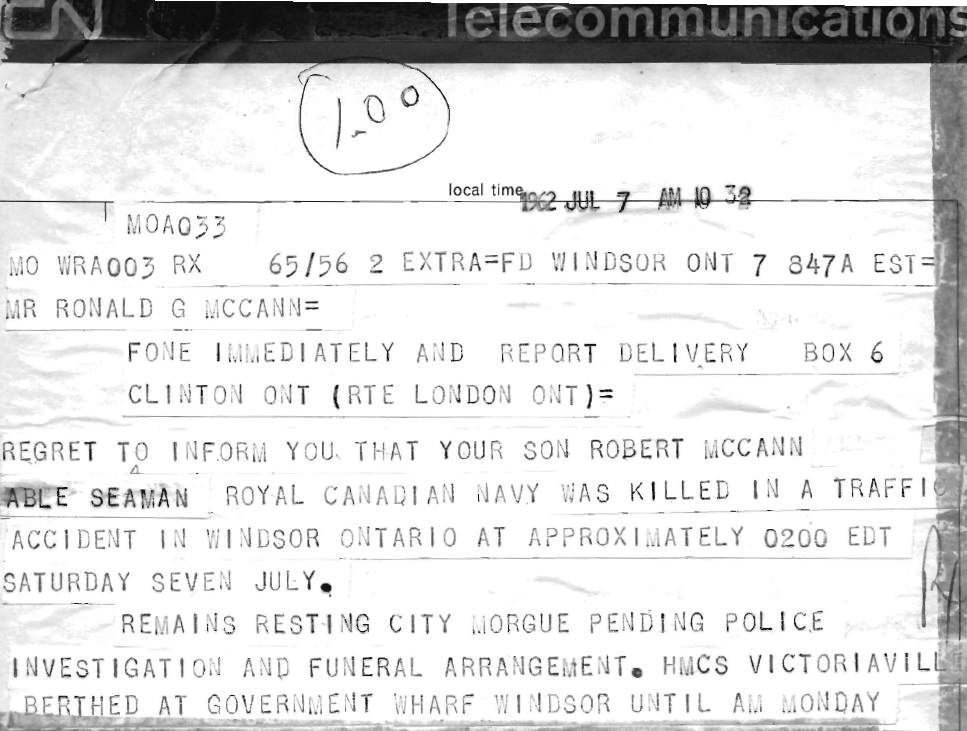 CN Telecommunications
1.00
local time 1962 JUL 7 AM 10 32
MOA033
MO WRA003 RX 65/56 2 EXTRA=FD WINDSOR ONT 7 847A EST=
MR RONALD G MCCANN=
FONE IMMEDIATELY AND REPORT DELIVERY BOX 6
CLINTON ONT (RTE LONDON ONT)=
REGRET TO INFORM YOU THAT YOUR SON ROBERT MCCANN
ABLE SEAMAN ROYAL CANADIAN NAVY WAS KILLED IN A TRAFFIC
ACCIDENT IN WINDSOR ONTARIO AT APPROXIMATELY 0200 EDT
SATURDAY SEVEN JULY.
REMAINS RESTING CITY MORGUE PENDING POLICE
INVESTIGATION AND FUNERAL ARRANGEMENT. HMCS VICTORIAVILL
BERTHED AT GOVERNMENT WHARF WINDSOR UNTIL AM MONDAY